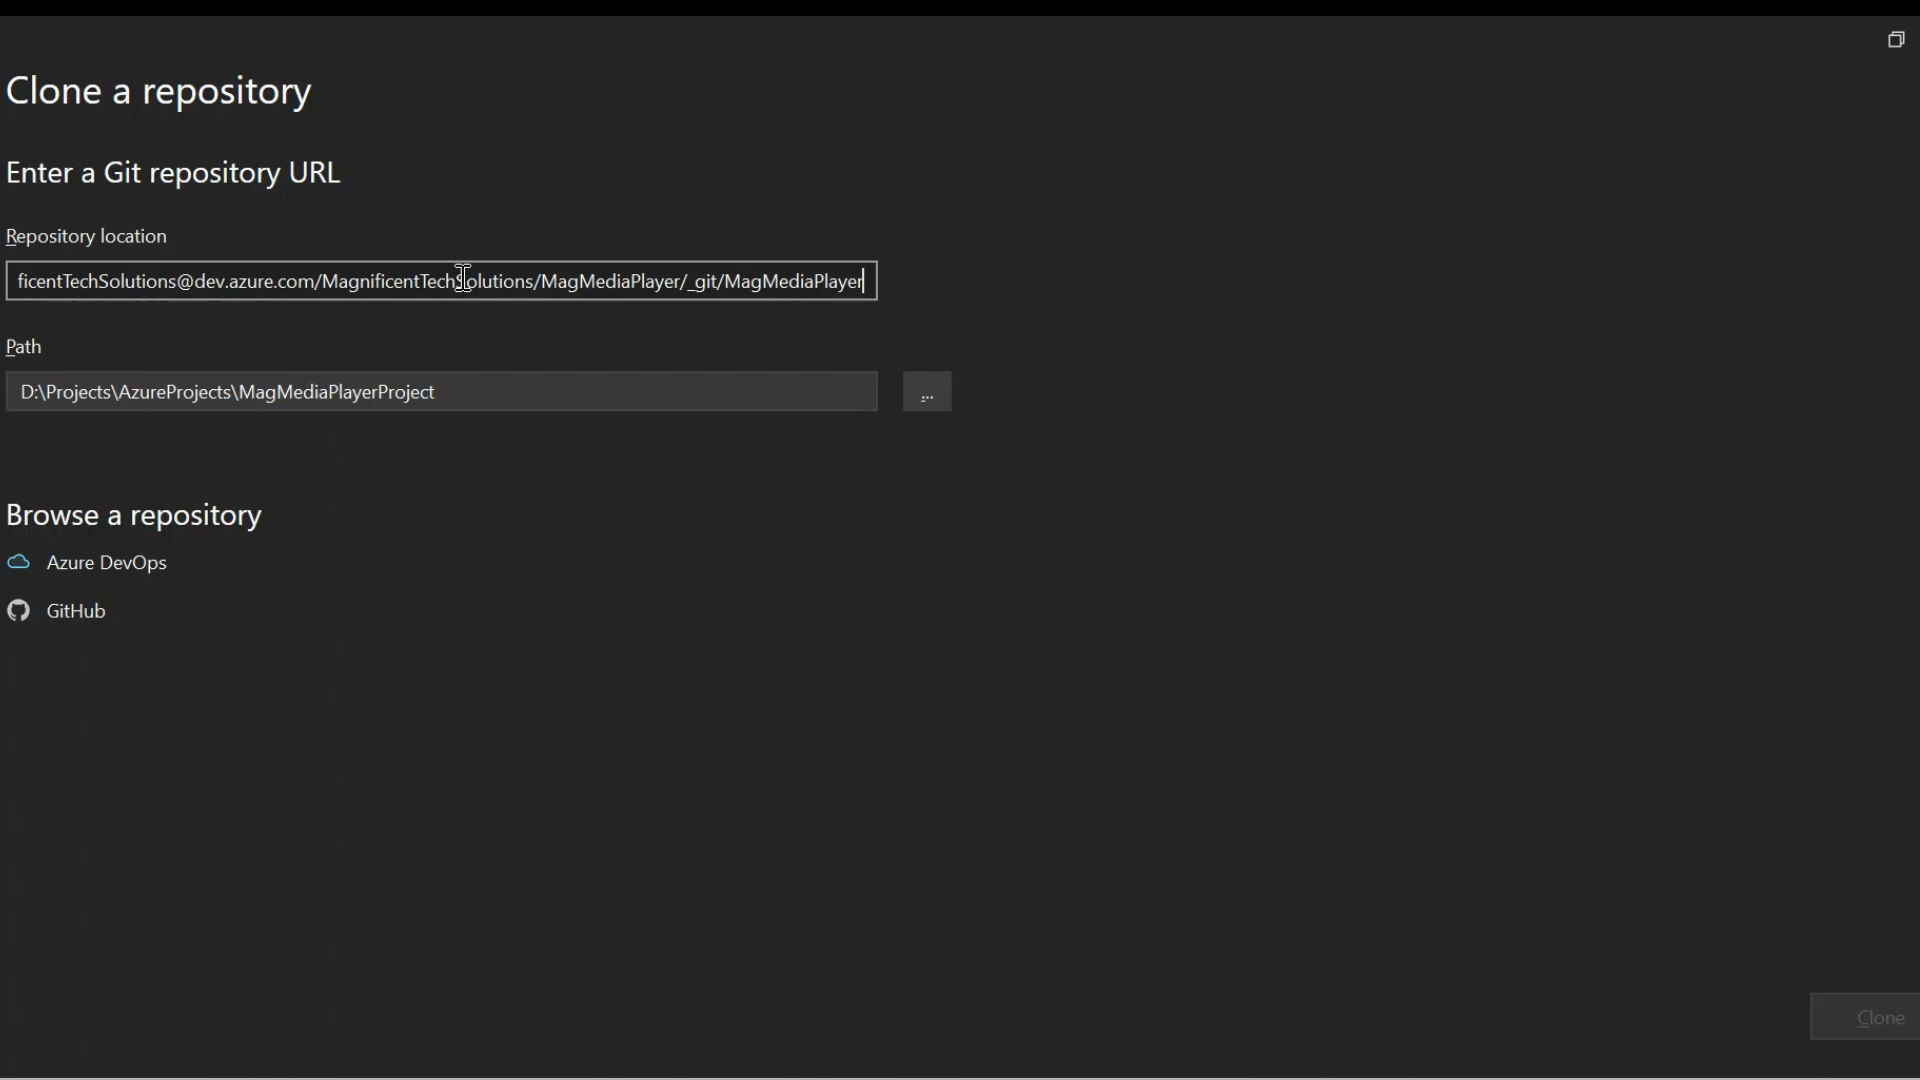 Clone a repository
Enter a Git repository URL
Repository location
ficentTechSolutions@dev.azure.com/MagnificentTechSolutions/MagMediaPlayer/_git/MagMediaPlayer
Path
D:\Projects\AzureProjects\MagMediaPlayerProject
...
Browse a repository
Azure DevOps
GitHub
Clone